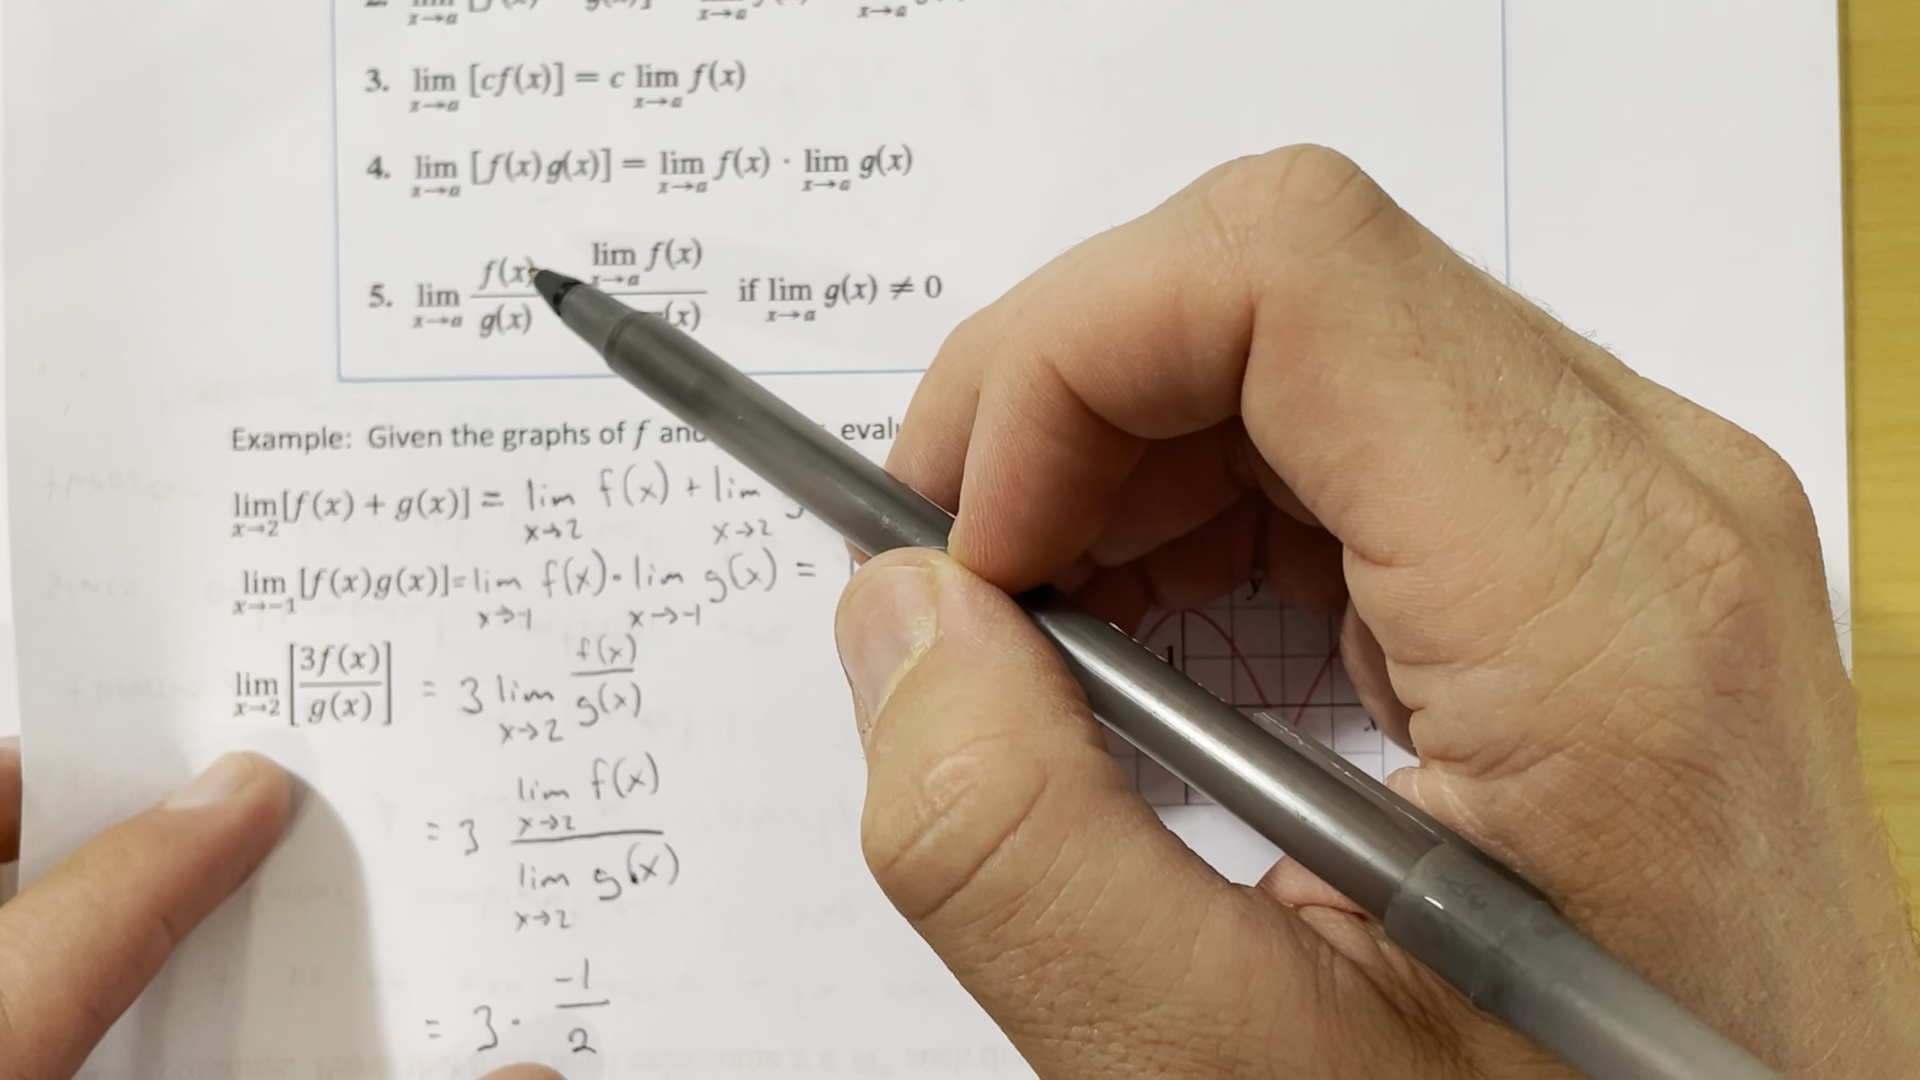 3. lim [cf(x)] = c lim f(x)
x→a x→a
4. lim [f(x)g(x)] = lim f(x) · lim g(x)
x→a x→a x→a
lim f(x)
f(x) x→a
5. lim if lim g(x) ≠ 0
x→a g(x) (x) x→a
Example: Given the graphs of f
lim[f(x) + g(x)] = lim f(x) + lim
x→2 x→2 x→2
lim [f(x)g(x)] = lim f(x) · lim g(x) =
x→-1 x→-1 x→-1
[3f(x)] f(x)
lim = 3 lim
x→2 [g(x)] x→2 g(x)
lim f(x)
= 3 x→2
lim g(x)
x→2
-1
= 3 ·
2
y
1
x